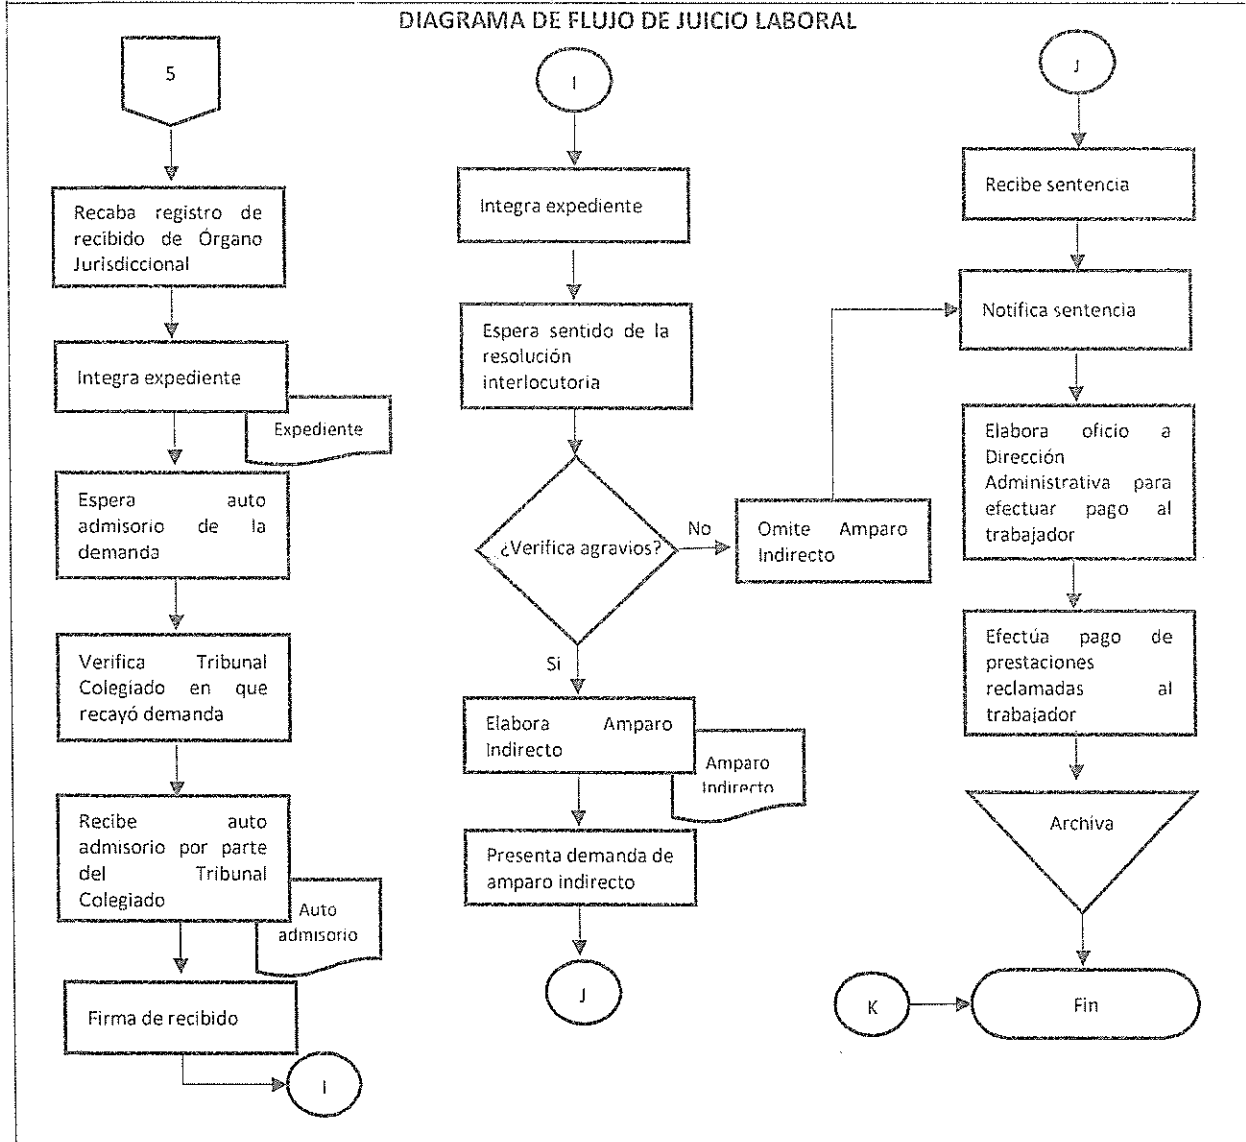 DIAGRAMA DE FLUJO DE JUICIO LABORAL
5
Recaba registro de
recibido de Órgano
Jurisdiccional
Integra expediente
Expediente
Espera auto
admisorio de la
demanda
Verifica Tribunal
Colegiado en que
recayó demanda
Recibe auto
admisorio por parte
del Tribunal
Colegiado
Auto
admisorio
Firma de recibido
I
I
Integra expediente
Espera sentido de la
resolución
interlocutoria
¿Verifica agravios?
No
Omite Amparo
Indirecto
Si
Elabora Amparo
Indirecto
Amparo
Indirecto
Presenta demanda de
amparo indirecto
J
J
Recibe sentencia
Notifica sentencia
Elabora oficio a
Dirección
Administrativa para
efectuar pago al
trabajador
Efectúa pago de
prestaciones
reclamadas al
trabajador
Archiva
K
Fin